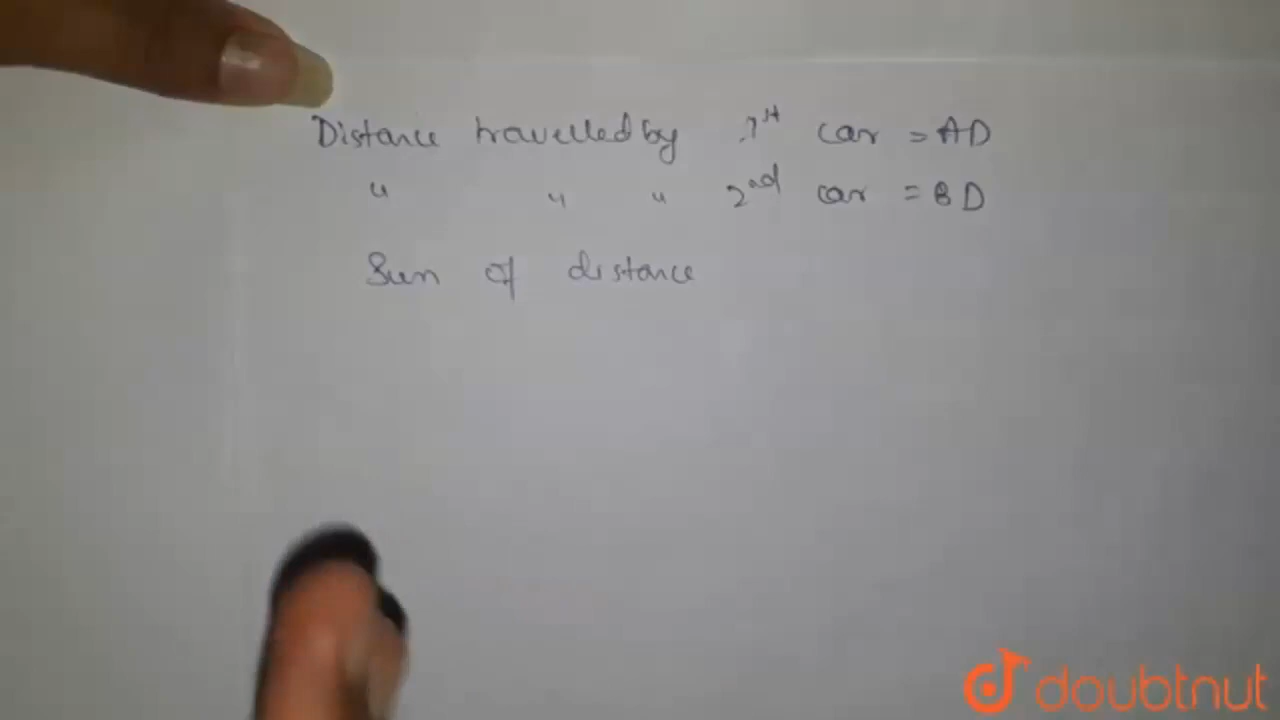 Distance travelled by 1st car = AD
" " " 2nd car = BD
Sum of distance
doubtnut